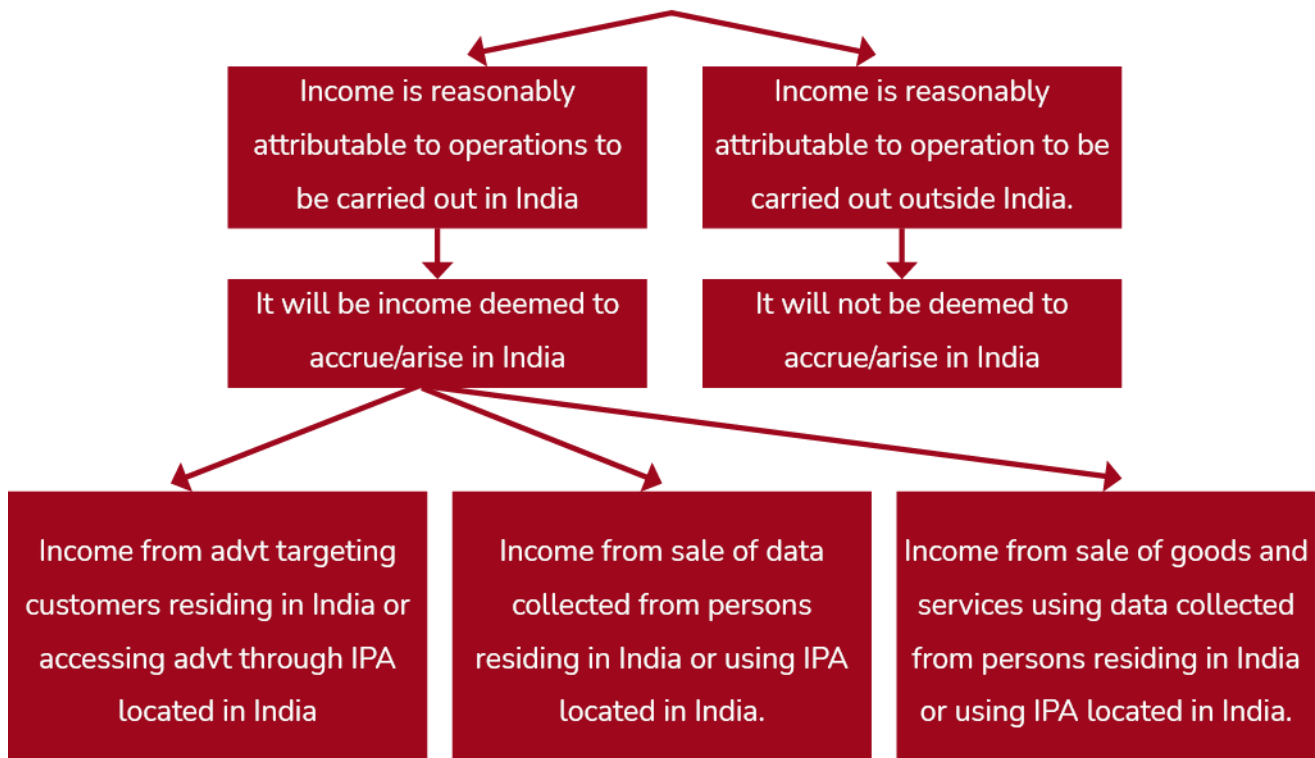 Income is reasonably
attributable to operations to
be carried out in India
Income is reasonably
attributable to operation to be
carried out outside India.
It will be income deemed to
accrue/arise in India
It will not be deemed to
accrue/arise in India
Income from advt targeting
customers residing in India or
accessing advt through IPA
located in India
Income from sale of data
collected from persons
residing in India or using IPA
located in India.
Income from sale of goods and
services using data collected
from persons residing in India
or using IPA located in India.